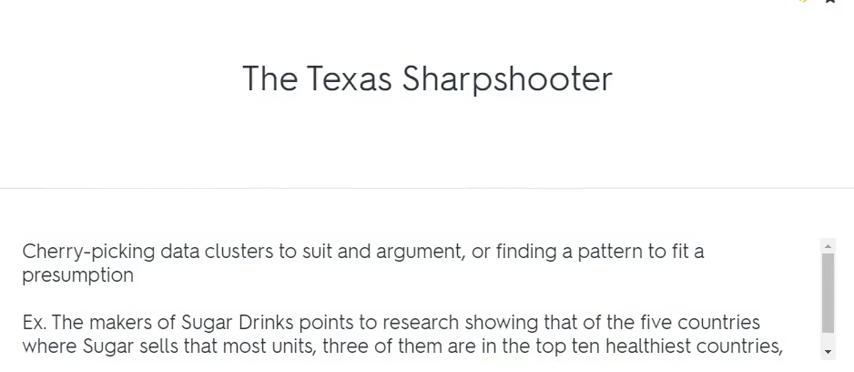 The Texas Sharpshooter
Cherry-picking data clusters to suit and argument, or finding a pattern to fit a
presumption
Ex. The makers of Sugar Drinks points to research showing that of the five countries
where Sugar sells that most units, three of them are in the top ten healthiest countries,